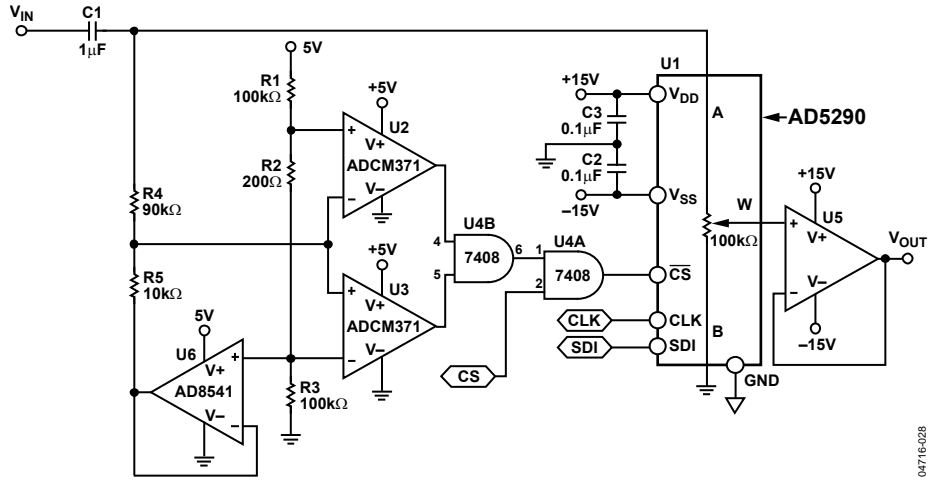 VIN
C1
1µF
5V
R1
100kΩ
R2
200Ω
R4
90kΩ
R5
10kΩ
+5V
U2
+
V+
ADCM371
V–
–
+5V
U3
+
V+
ADCM371
V–
–
5V
U6
V+
+
AD8541
V–
–
R3
100kΩ
U4B
4
7408
6
5
U4A
1
7408
2
CS
+15V
C3
0.1µF
C2
0.1µF
–15V
U1
VDD
A
AD5290
VSS
W
100kΩ
CS
CLK
CLK
SDI
SDI
B
GND
+15V
U5
+
V+
V–
–
–15V
VOUT
04716-028